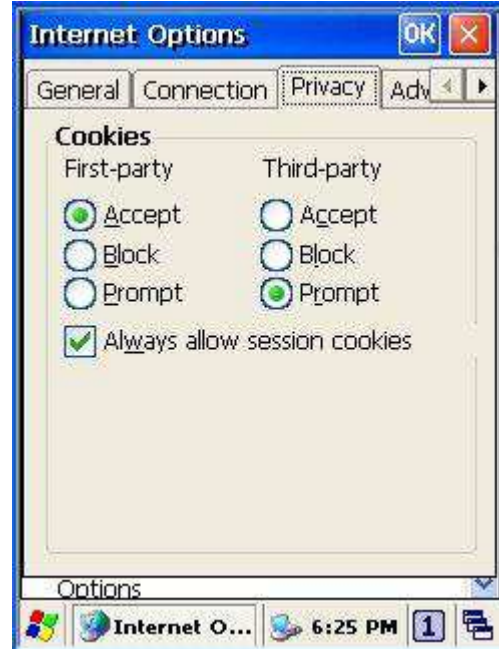 Internet Options OK
General Connection Privacy Adv
Cookies
First-party Third-party
Accept Accept
Block Block
Prompt Prompt
Always allow session cookies
Options
Internet O... 6:25 PM 1